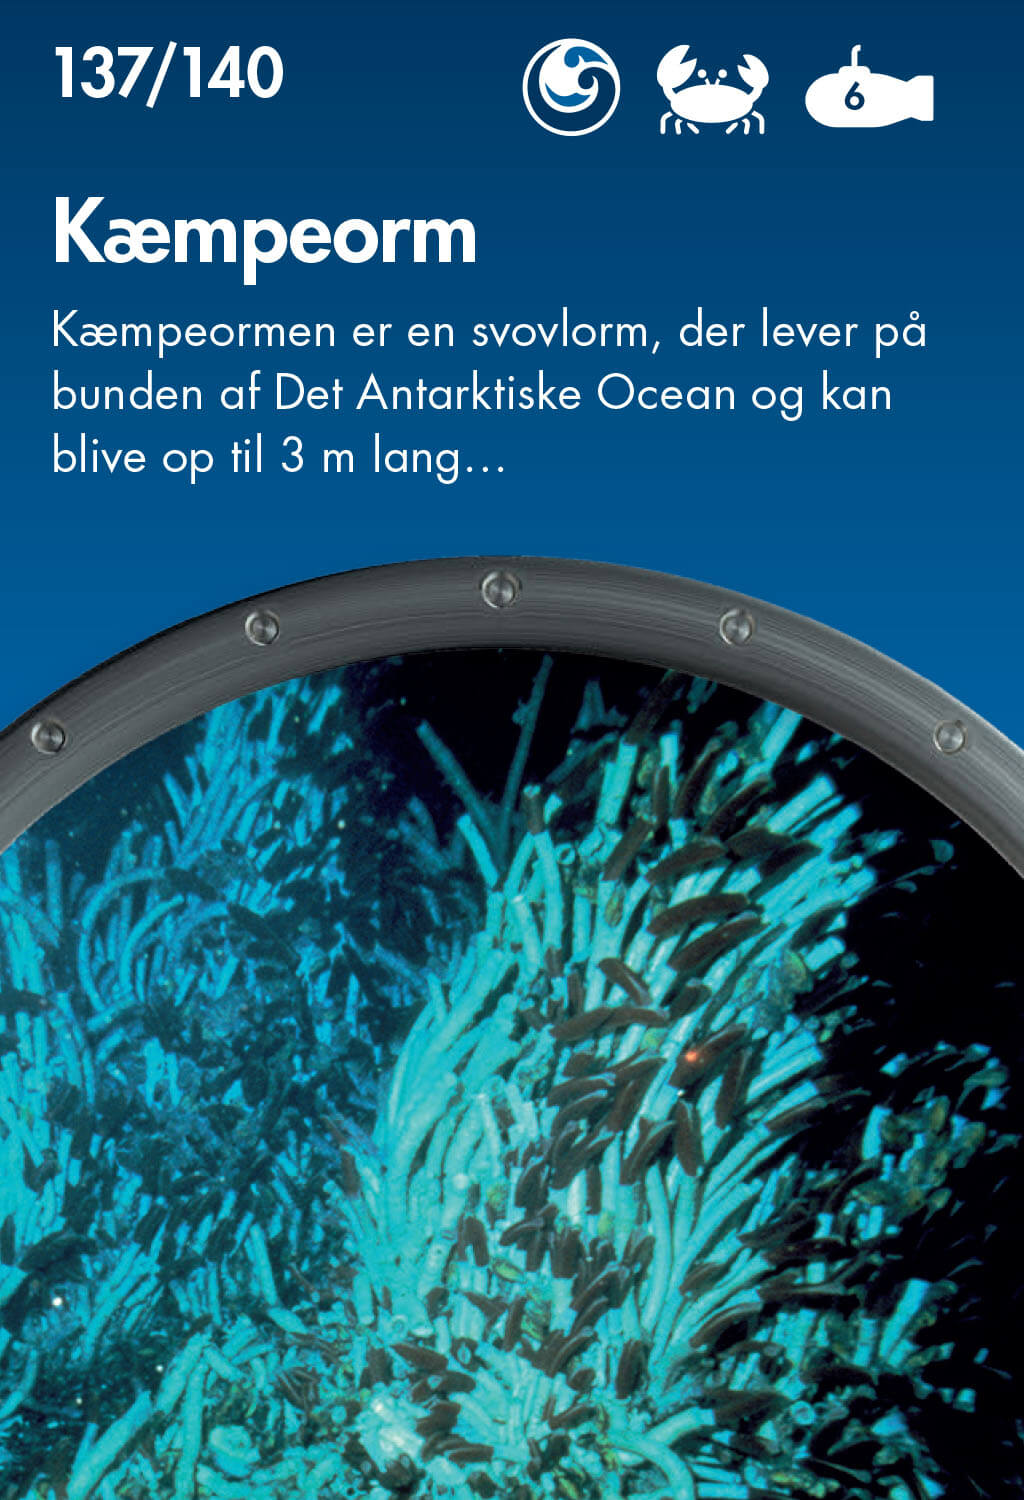 137/140
6
Kæmpeorm
Kæmpeormen er en svovlorm, der lever på
bunden af Det Antarktiske Ocean og kan
blive op til 3 m lang...